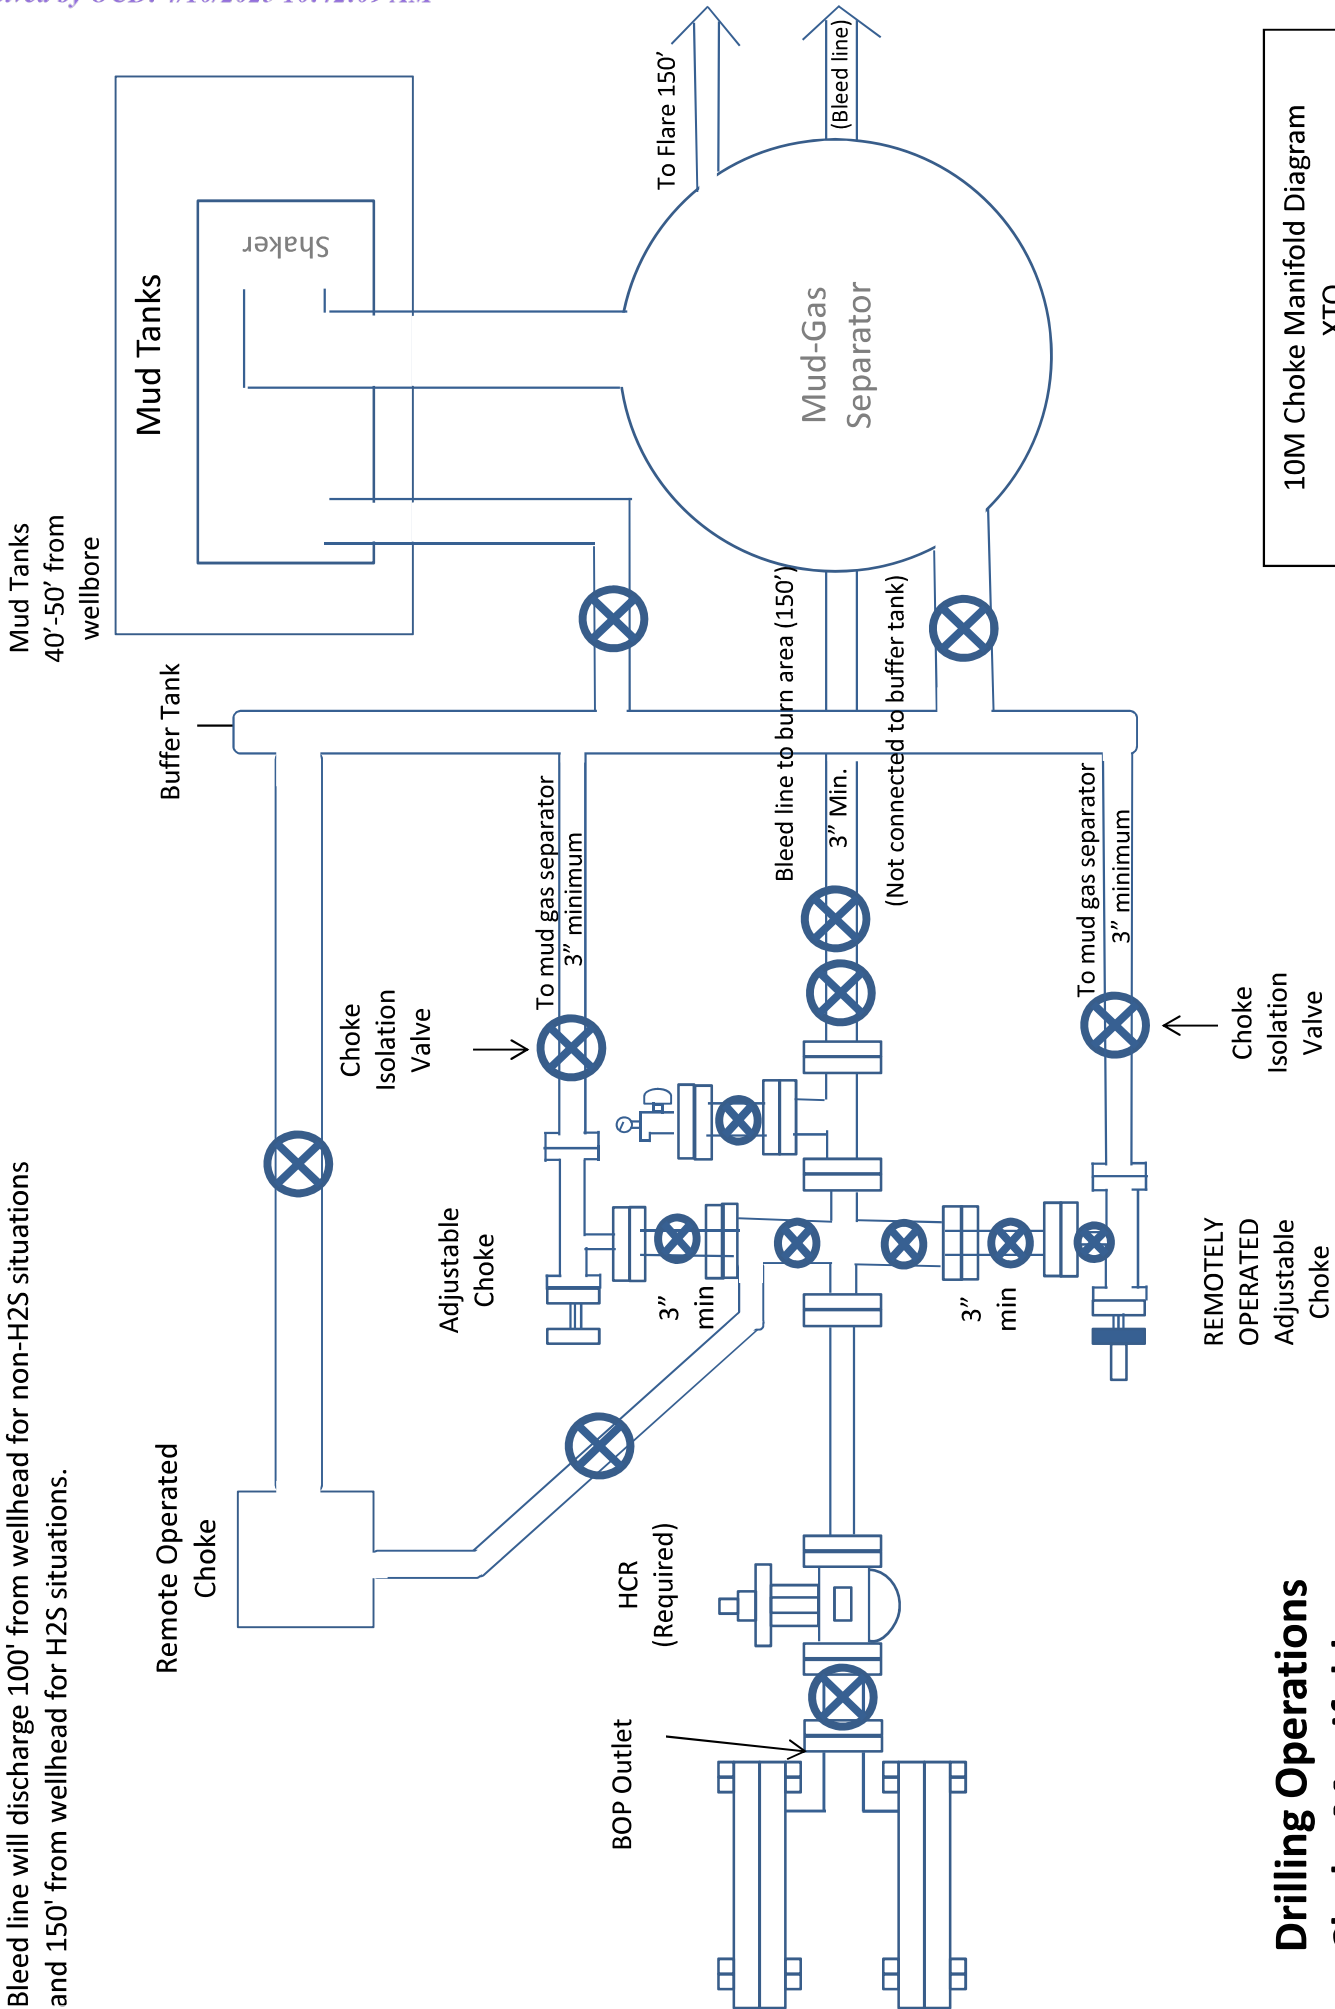 Bleed line will discharge 100' from wellhead for non-H2S situations
and 150' from wellhead for H2S situations.
Mud Tanks
40’-50’ from
wellbore
Mud Tanks
Shaker
Buffer Tank
Remote Operated
Choke
To Flare 150’
(Bleed line)
Mud-Gas
Separator
Choke
Isolation
Valve
To mud gas separator
3” minimum
Adjustable
Choke
3”
min
Bleed line to burn area (150’)
3” Min.
(Not connected to buffer tank)
HCR
(Required)
BOP Outlet
3”
min
To mud gas separator
3” minimum
Choke
Isolation
Valve
REMOTELY
OPERATED
Adjustable
Choke
10M Choke Manifold Diagram
XTO
Drilling Operations